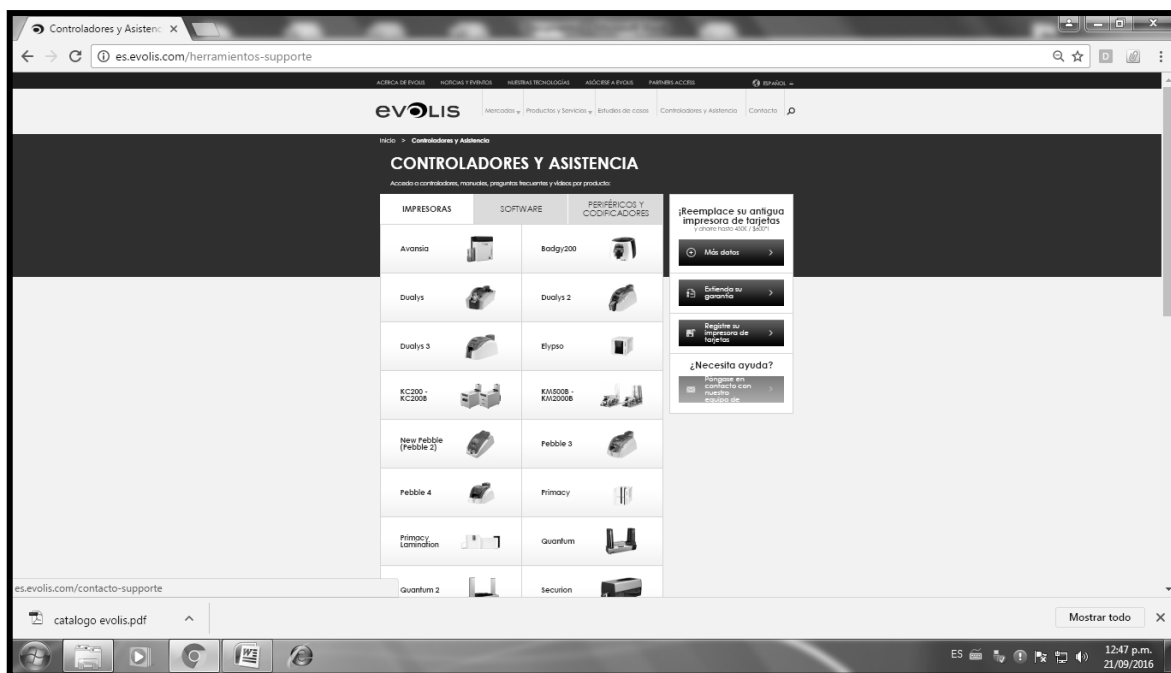 Controladores y Asistenc
es.evolis.com/herramientos-supporte
ACERCA DE EVOLIS NOTICIAS Y EVENTOS NUESTRAS TECNOLOGÍAS ASÓCIESE A EVOLIS PARTNERS ACCESS ESPAÑOL
evOLIS
Mercados Productos y Servicios Estudios de casos Controladores y Asistencia Contacto
Inicio > Controladores y Asistencia
CONTROLADORES Y ASISTENCIA
Acceda a controladores, manuales, preguntas frecuentes y vídeos por producto:
IMPRESORAS
SOFTWARE
PERIFÉRICOS Y
CODIFICADORES
Avansia
Badgy200
Dualys
Dualys 2
Dualys 3
Elypso
KC200 -
KC200B
KM500B -
KM2000B
New Pebble
(Pebble 2)
Pebble 3
Pebble 4
Primacy
Primacy
Lamination
Quantum
Quantum 2
Securion
¡Reemplace su antigua
impresora de tarjetas
y ahorre hasta 450€ / $600*!
Más datos
Extienda su
garantía
Registre su
impresora de
tarjetas
¿Necesita ayuda?
Póngase en
contacto con
nuestro
equipo de
es.evolis.com/contacto-supporte
catalogo evolis.pdf
Mostrar todo
ES
12:47 p.m.
21/09/2016